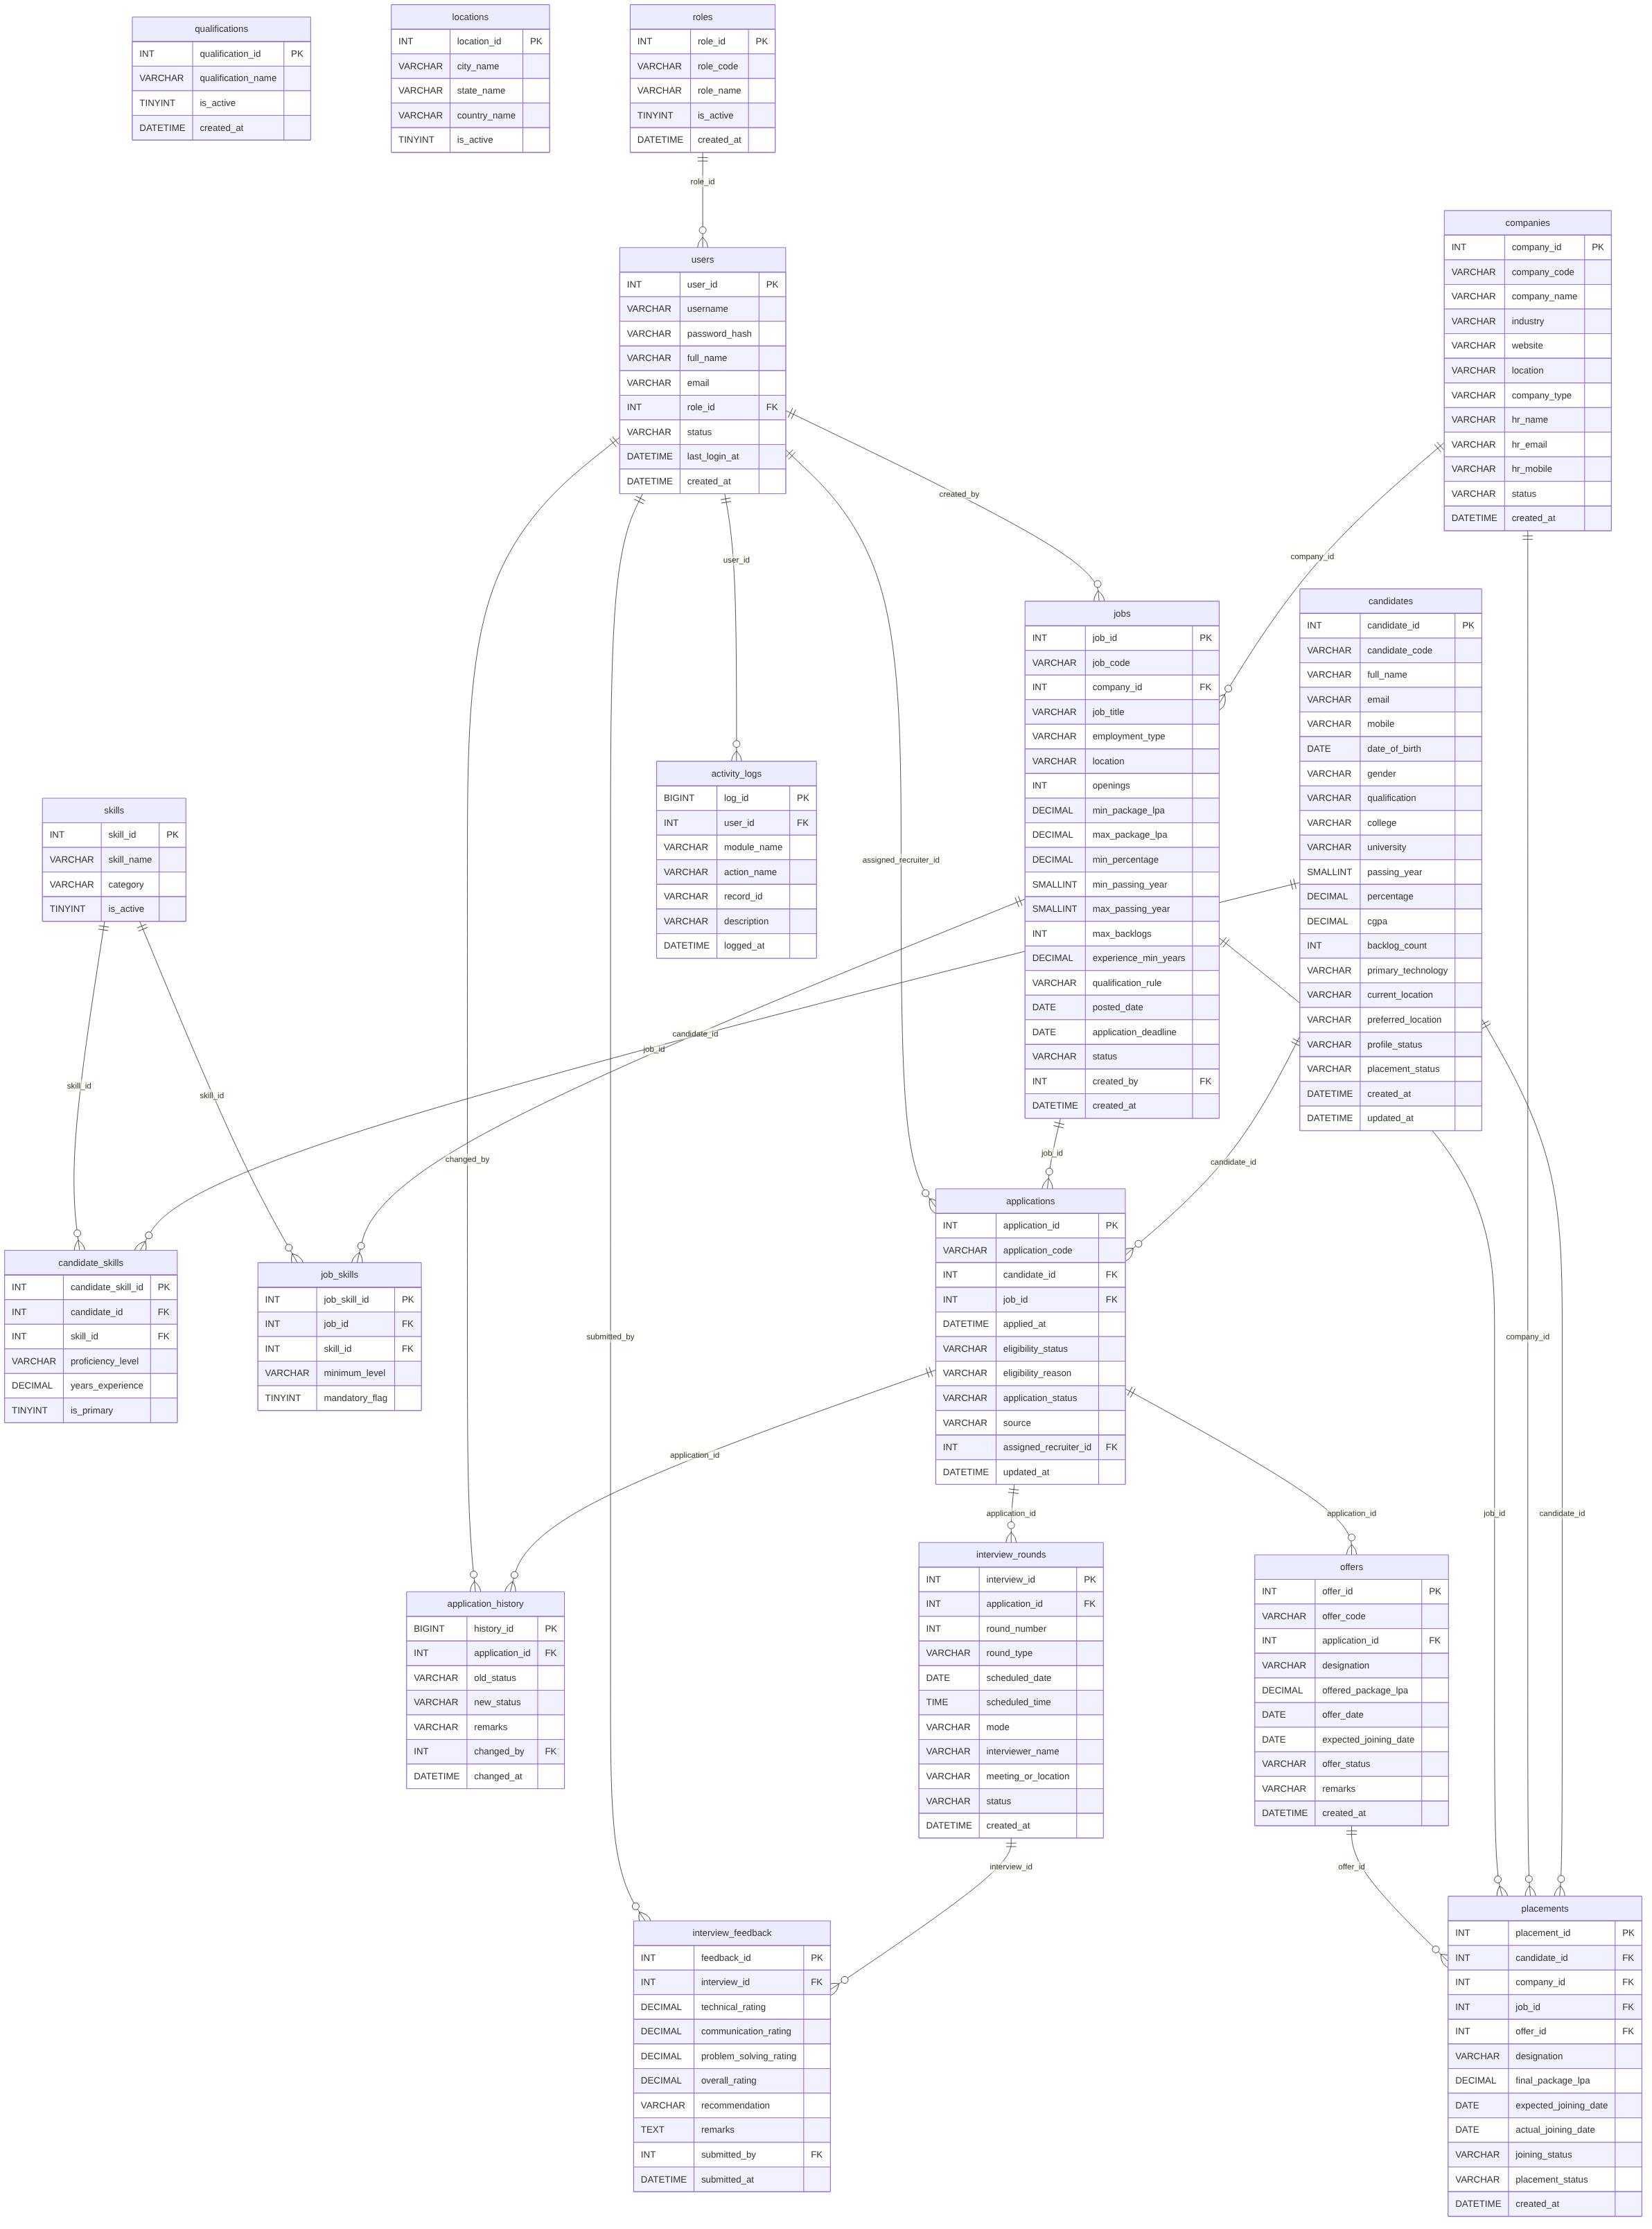 qualifications
INT qualification_id PK
VARCHAR qualification_name
TINYINT is_active
DATETIME created_at
locations
INT location_id PK
VARCHAR city_name
VARCHAR state_name
VARCHAR country_name
TINYINT is_active
roles
INT role_id PK
VARCHAR role_code
VARCHAR role_name
TINYINT is_active
DATETIME created_at
role_id
users
INT user_id PK
VARCHAR username
VARCHAR password_hash
VARCHAR full_name
VARCHAR email
INT role_id FK
VARCHAR status
DATETIME last_login_at
DATETIME created_at
companies
INT company_id PK
VARCHAR company_code
VARCHAR company_name
VARCHAR industry
VARCHAR website
VARCHAR location
VARCHAR company_type
VARCHAR hr_name
VARCHAR hr_email
VARCHAR hr_mobile
VARCHAR status
DATETIME created_at
created_by
company_id
user_id
jobs
INT job_id PK
VARCHAR job_code
INT company_id FK
VARCHAR job_title
VARCHAR employment_type
VARCHAR location
INT openings
DECIMAL min_package_lpa
DECIMAL max_package_lpa
DECIMAL min_percentage
SMALLINT min_passing_year
SMALLINT max_passing_year
INT max_backlogs
DECIMAL experience_min_years
VARCHAR qualification_rule
DATE posted_date
DATE application_deadline
VARCHAR status
INT created_by FK
DATETIME created_at
candidates
INT candidate_id PK
VARCHAR candidate_code
VARCHAR full_name
VARCHAR email
VARCHAR mobile
DATE date_of_birth
VARCHAR gender
VARCHAR qualification
VARCHAR college
VARCHAR university
SMALLINT passing_year
DECIMAL percentage
DECIMAL cgpa
INT backlog_count
VARCHAR primary_technology
VARCHAR current_location
VARCHAR preferred_location
VARCHAR profile_status
VARCHAR placement_status
DATETIME created_at
DATETIME updated_at
activity_logs
BIGINT log_id PK
INT user_id FK
VARCHAR module_name
VARCHAR action_name
VARCHAR record_id
VARCHAR description
DATETIME logged_at
skills
INT skill_id PK
VARCHAR skill_name
VARCHAR category
TINYINT is_active
assigned_recruiter_id
candidate_id
job_id
skill_id
skill_id
changed_by
job_id
candidate_id
submitted_by
company_id
candidate_skills
INT candidate_skill_id PK
INT candidate_id FK
INT skill_id FK
VARCHAR proficiency_level
DECIMAL years_experience
TINYINT is_primary
job_skills
INT job_skill_id PK
INT job_id FK
INT skill_id FK
VARCHAR minimum_level
TINYINT mandatory_flag
applications
INT application_id PK
VARCHAR application_code
INT candidate_id FK
INT job_id FK
DATETIME applied_at
VARCHAR eligibility_status
VARCHAR eligibility_reason
VARCHAR application_status
VARCHAR source
INT assigned_recruiter_id FK
DATETIME updated_at
application_id
application_id
application_id
job_id
candidate_id
application_history
BIGINT history_id PK
INT application_id FK
VARCHAR old_status
VARCHAR new_status
VARCHAR remarks
INT changed_by FK
DATETIME changed_at
interview_rounds
INT interview_id PK
INT application_id FK
INT round_number
VARCHAR round_type
DATE scheduled_date
TIME scheduled_time
VARCHAR mode
VARCHAR interviewer_name
VARCHAR meeting_or_location
VARCHAR status
DATETIME created_at
offers
INT offer_id PK
VARCHAR offer_code
INT application_id FK
VARCHAR designation
DECIMAL offered_package_lpa
DATE offer_date
DATE expected_joining_date
VARCHAR offer_status
VARCHAR remarks
DATETIME created_at
interview_id
offer_id
interview_feedback
INT feedback_id PK
INT interview_id FK
DECIMAL technical_rating
DECIMAL communication_rating
DECIMAL problem_solving_rating
DECIMAL overall_rating
VARCHAR recommendation
TEXT remarks
INT submitted_by FK
DATETIME submitted_at
placements
INT placement_id PK
INT candidate_id FK
INT company_id FK
INT job_id FK
INT offer_id FK
VARCHAR designation
DECIMAL final_package_lpa
DATE expected_joining_date
DATE actual_joining_date
VARCHAR joining_status
VARCHAR placement_status
DATETIME created_at